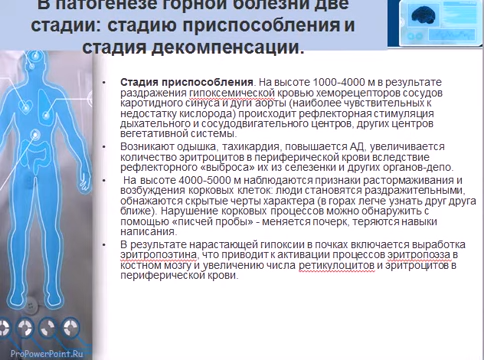 В патогенезе горной болезни две
стадии: стадию приспособления и
стадия декомпенсации.
• Стадия приспособления. На высоте 1000-4000 м в результате
раздражения гипоксемической кровью хеморецепторов сосудов
каротидного синуса и дуги аорты (наиболее чувствительных к
недостатку кислорода) происходит рефлекторная стимуляция
дыхательного и сосудодвигательного центров, других центров
вегетативной системы.
• Возникают одышка, тахикардия, повышается АД, увеличивается
количество эритроцитов в периферической крови вследствие
рефлекторного «выброса» их из селезенки и других органов-депо.
• На высоте 4000-5000 м наблюдаются признаки растормаживания и
возбуждения корковых клеток: люди становятся раздражительными,
обнажаются скрытые черты характера (в горах легче узнать друг друга
ближе). Нарушение корковых процессов можно обнаружить с
помощью «писчей пробы» - меняется почерк, теряются навыки
написания.
• В результате нарастающей гипоксии в почках включается выработка
эритропоэтина, что приводит к активации процессов эритропоэза в
костном мозгу и увеличению числа ретикулоцитов и эритроцитов в
периферической крови.
ProPowerPoint.Ru